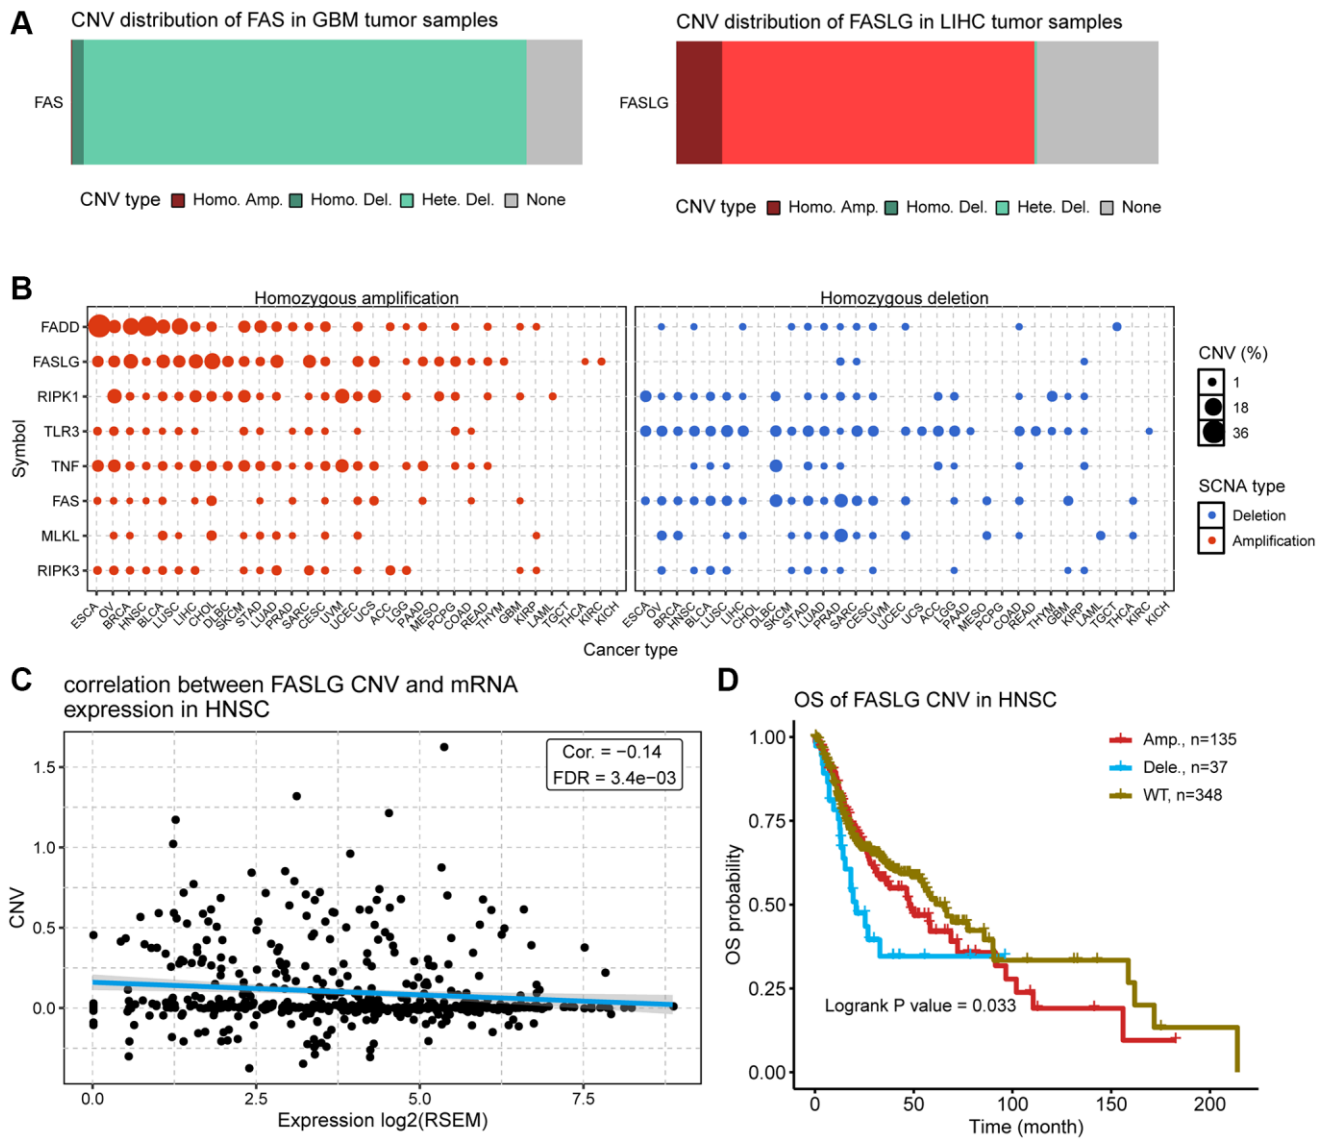 A
CNV distribution of FAS in GBM tumor samples
FAS
CNV type Homo. Amp. Homo. Del. Hete. Del. None
CNV distribution of FASLG in LIHC tumor samples
FASLG
CNV type Homo. Amp. Homo. Del. Hete. Del. None
B
Homozygous amplification
Homozygous deletion
Symbol
FADD
FASLG
RIPK1
TLR3
TNF
FAS
MLKL
RIPK3
ESCA OV BRCA HNSC BLCA LUSC LIHC CHOL DLBC SKCM STAD LUAD PRAD SARC CESC UVM UCEC UCS ACC LGG PAAD MESO PCPG COAD READ THYM GBM KIRP LAML TGCT THCA KIRC KICH
ESCA OV BRCA HNSC BLCA LUSC LIHC CHOL DLBC SKCM STAD LUAD PRAD SARC CESC UVM UCEC UCS ACC LGG PAAD MESO PCPG COAD READ THYM GBM KIRP LAML TGCT THCA KIRC KICH
Cancer type
CNV (%)
1
18
36
SCNA type
Deletion
Amplification
C
correlation between FASLG CNV and mRNA
expression in HNSC
Cor. = −0.14
FDR = 3.4e−03
CNV
1.5
1.0
0.5
0.0
0.0 2.5 5.0 7.5
Expression log2(RSEM)
D
OS of FASLG CNV in HNSC
Amp., n=135
Dele., n=37
WT, n=348
OS probability
1.00
0.75
0.50
0.25
0.00
Logrank P value = 0.033
0 50 100 150 200
Time (month)